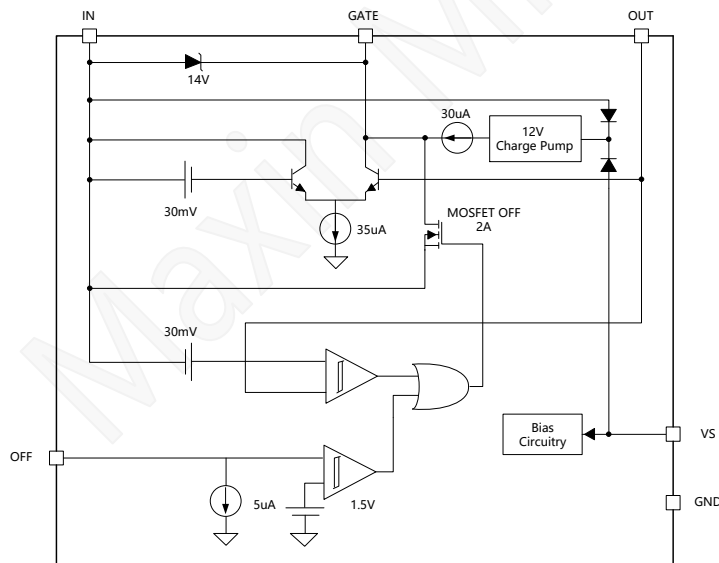 IN
GATE
OUT
14V
30uA
12V
Charge Pump
30mV
35uA
MOSFET OFF
2A
30mV
Bias
Circuitry
VS
OFF
5uA
1.5V
GND
Maxin M